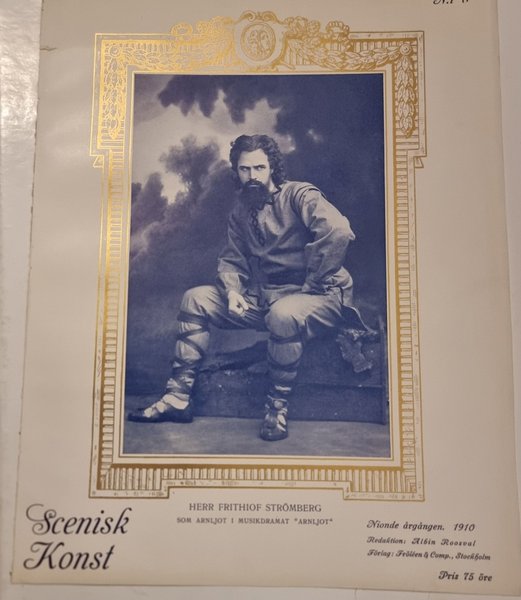 HERR FRITHIOF STRÖMBERG
SOM ARNLJOT I MUSIKDRAMAT "ARNLJOT"
Scenisk
Konst
Nionde årgången. 1910
Redaktion: Albin Roosval
Förlag: Fröléen & Comp., Stockholm
Pris 75 öre